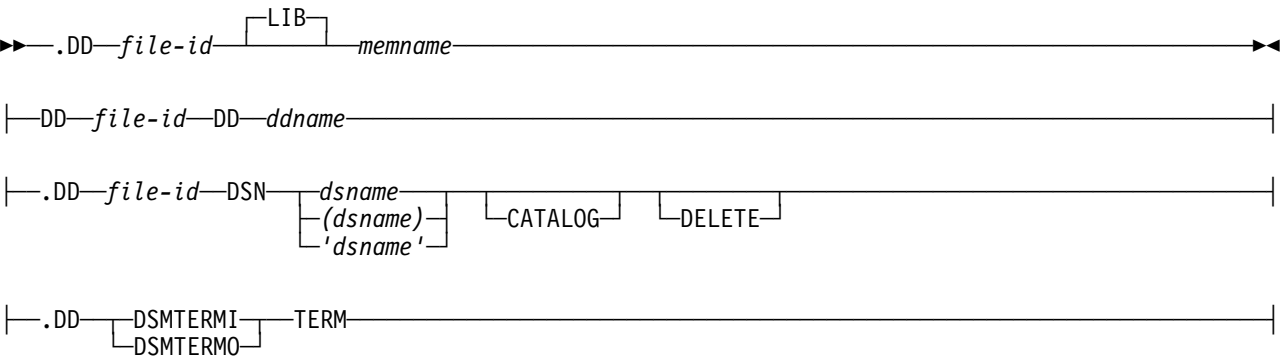 LIB
.DD file-id memname
DD file-id DD ddname
.DD file-id DSN dsname
(dsname) CATALOG DELETE
'dsname'
.DD DSMTERMI TERM
DSMTERMO